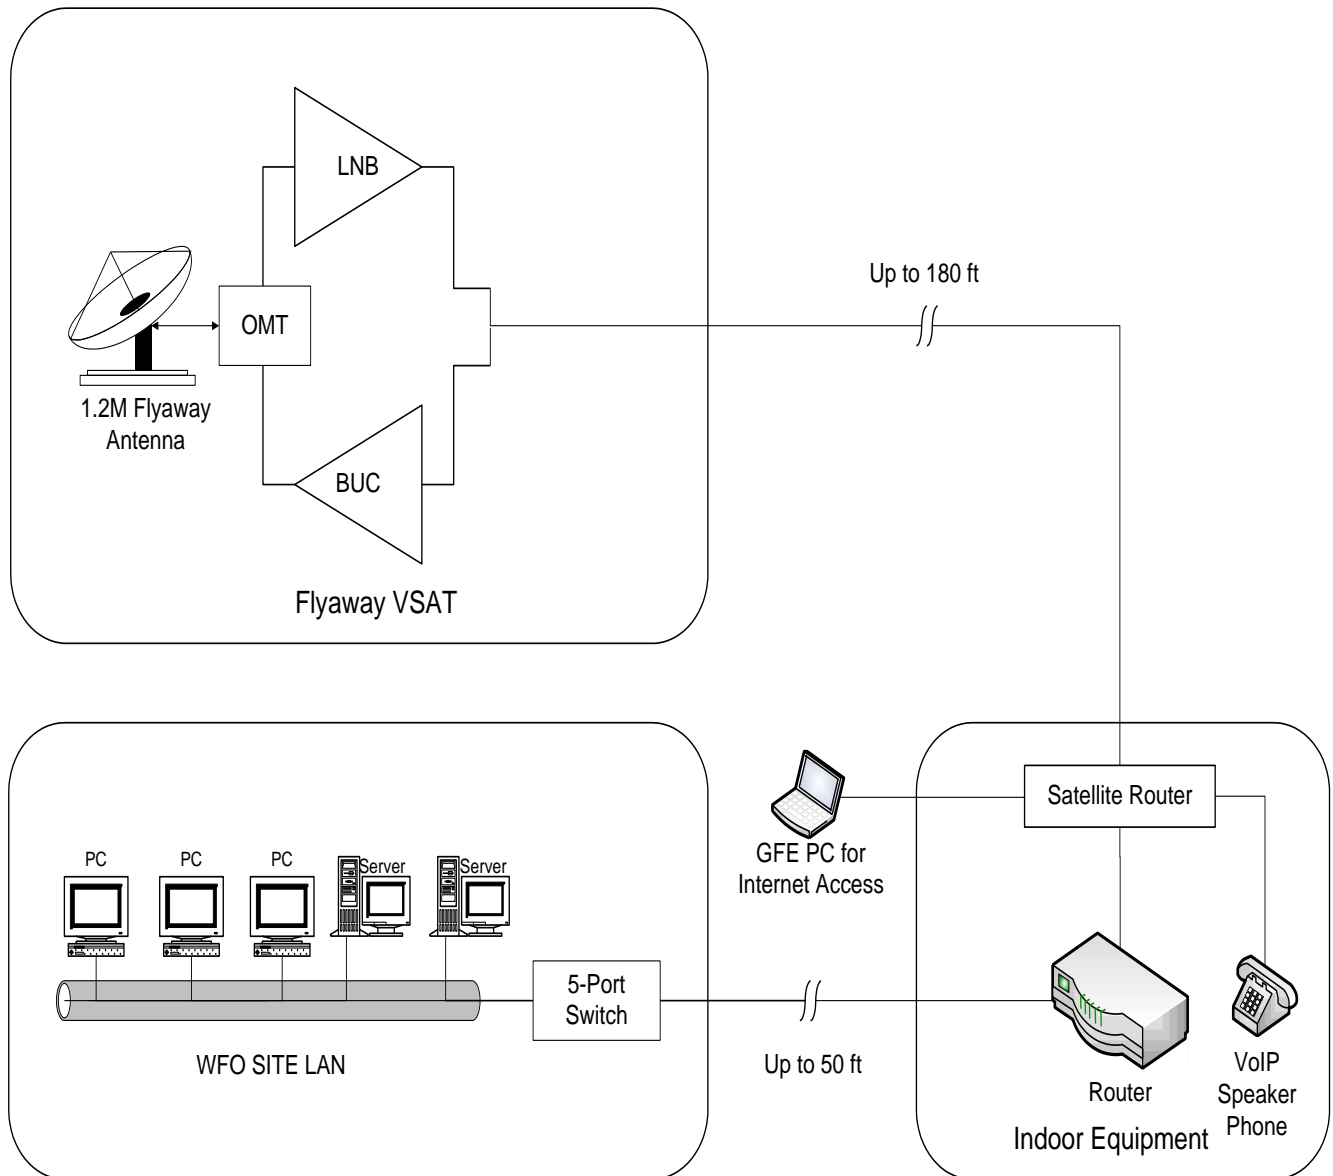 LNB
Up to 180 ft
OMT
1.2M Flyaway
Antenna
BUC
Flyaway VSAT
Satellite Router
GFE PC for
Internet Access
PC
PC
PC
Server
Server
5-Port
Switch
WFO SITE LAN
Up to 50 ft
Router
VoIP
Speaker
Phone
Indoor Equipment